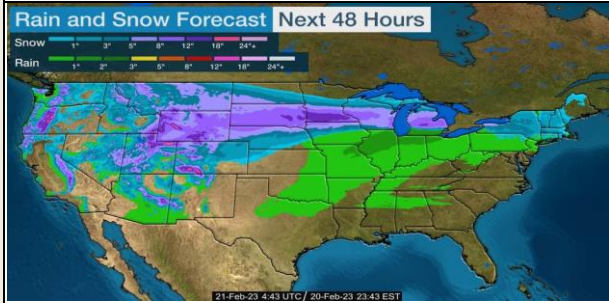 Rain and Snow Forecast Next 48 Hours
Snow
1" 3" 5" 8" 12" 18" 24"+
Rain
1" 2" 3" 5" 8" 12" 18" 24"+
21-Feb-23 4:43 UTC / 20-Feb-23 23:43 EST